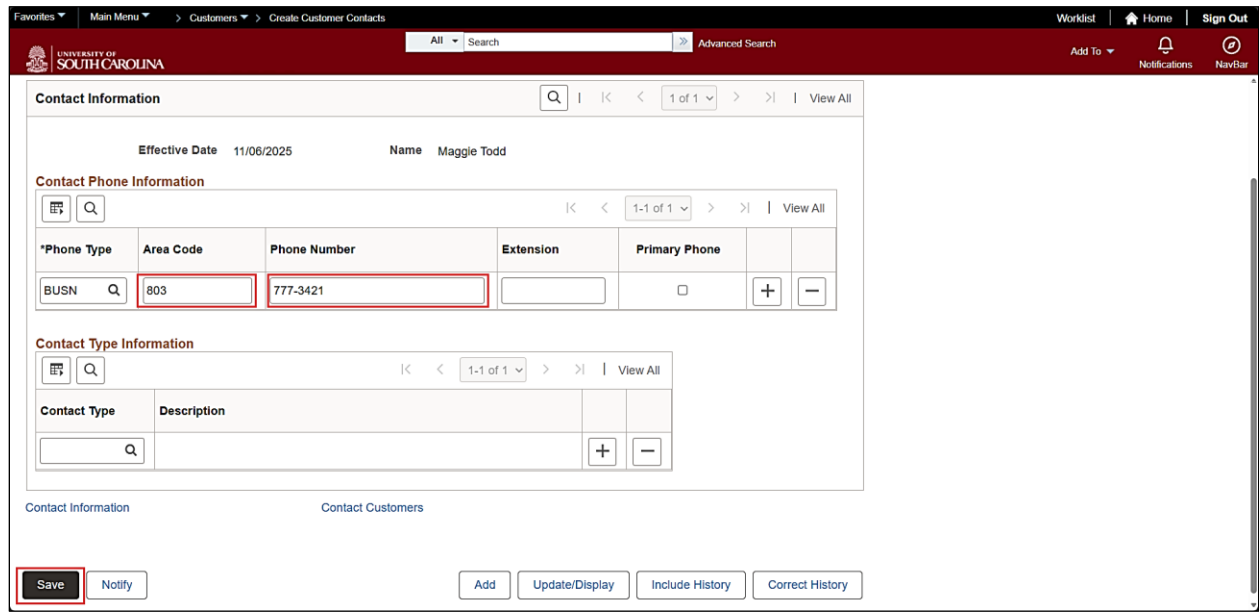 Favorites Main Menu > Customers > Create Customer Contacts Worklist Home Sign Out
UNIVERSITY OF
SOUTH CAROLINA
All Search Advanced Search
Add To Notifications NavBar
Contact Information 1 of 1 View All
Effective Date 11/06/2025 Name Maggie Todd
Contact Phone Information
1-1 of 1 View All
*Phone Type Area Code Phone Number Extension Primary Phone
BUSN 803 777-3421
Contact Type Information
1-1 of 1 View All
Contact Type Description
Contact Information Contact Customers
Save Notify Add Update/Display Include History Correct History